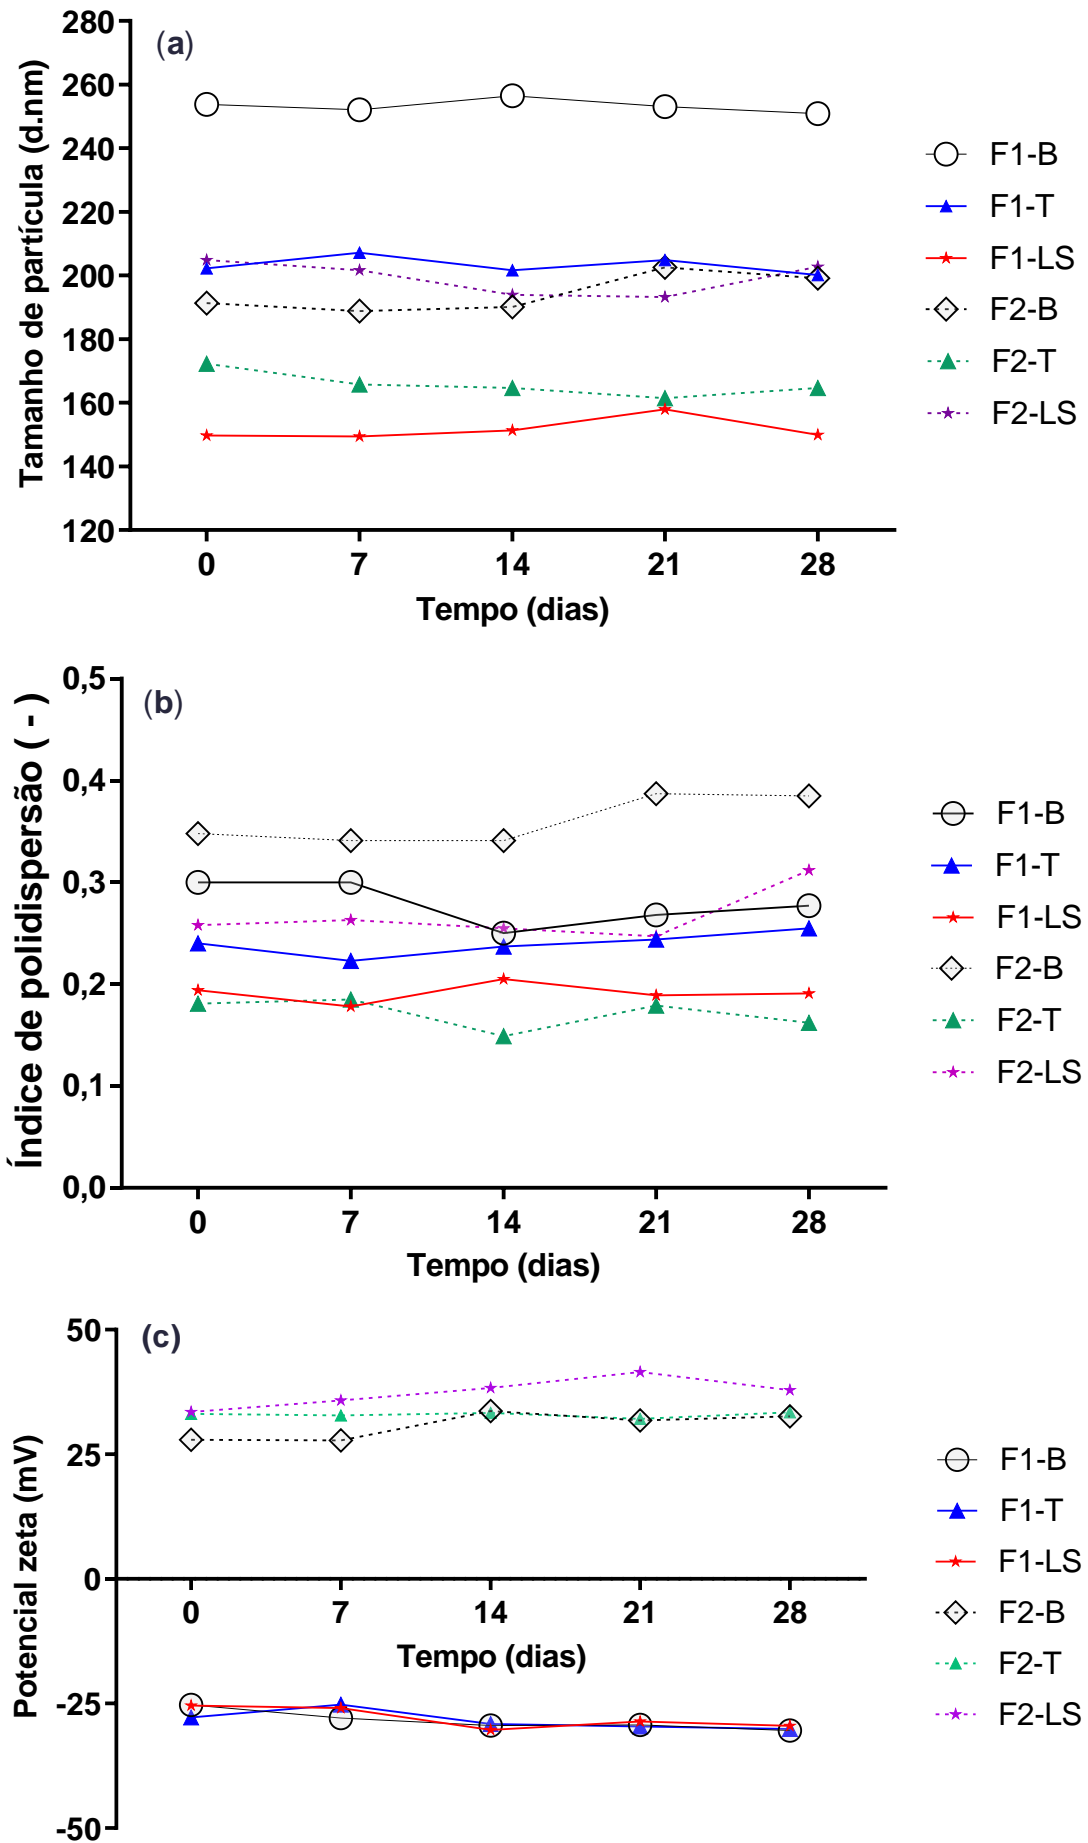 (a)
Tamanho de partícula (d.nm)
280
260
240
220
200
180
160
140
120
0 7 14 21 28
Tempo (dias)
F1-B
F1-T
F1-LS
F2-B
F2-T
F2-LS
(b)
Índice de polidispersão ( - )
0,5
0,4
0,3
0,2
0,1
0,0
0 7 14 21 28
Tempo (dias)
F1-B
F1-T
F1-LS
F2-B
F2-T
F2-LS
(c)
Potencial zeta (mV)
50
25
0
-25
-50
0 7 14 21 28
Tempo (dias)
F1-B
F1-T
F1-LS
F2-B
F2-T
F2-LS